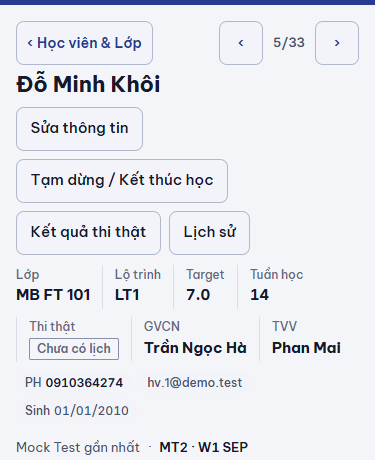 ‹ Học viên & Lớp
‹ 5/33 ›
Đỗ Minh Khôi
Sửa thông tin
Tạm dừng / Kết thúc học
Kết quả thi thật Lịch sử
Lớp Lộ trình Target Tuần học
MB FT 101 LT1 7.0 14
Thi thật GVCN TVV
Chưa có lịch Trần Ngọc Hà Phan Mai
PH 0910364274 hv.1@demo.test
Sinh 01/01/2010
Mock Test gần nhất · MT2 · W1 SEP